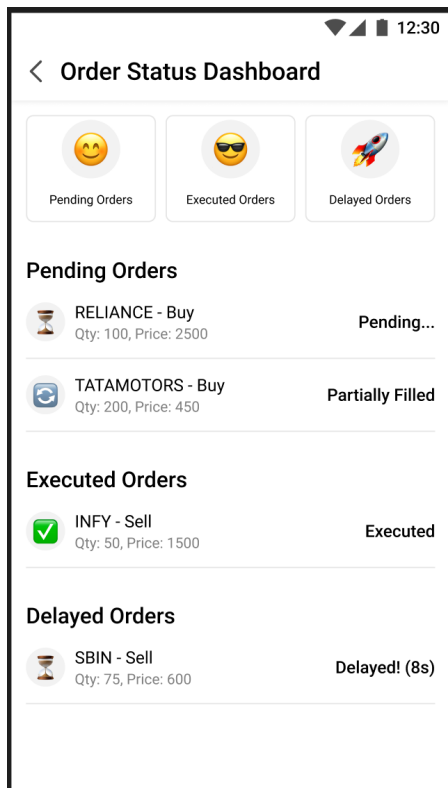 12:30
Order Status Dashboard
Pending Orders
Executed Orders
Delayed Orders
Pending Orders
RELIANCE - Buy
Qty: 100, Price: 2500
Pending...
TATAMOTORS - Buy
Qty: 200, Price: 450
Partially Filled
Executed Orders
INFY - Sell
Qty: 50, Price: 1500
Executed
Delayed Orders
SBIN - Sell
Qty: 75, Price: 600
Delayed! (8s)